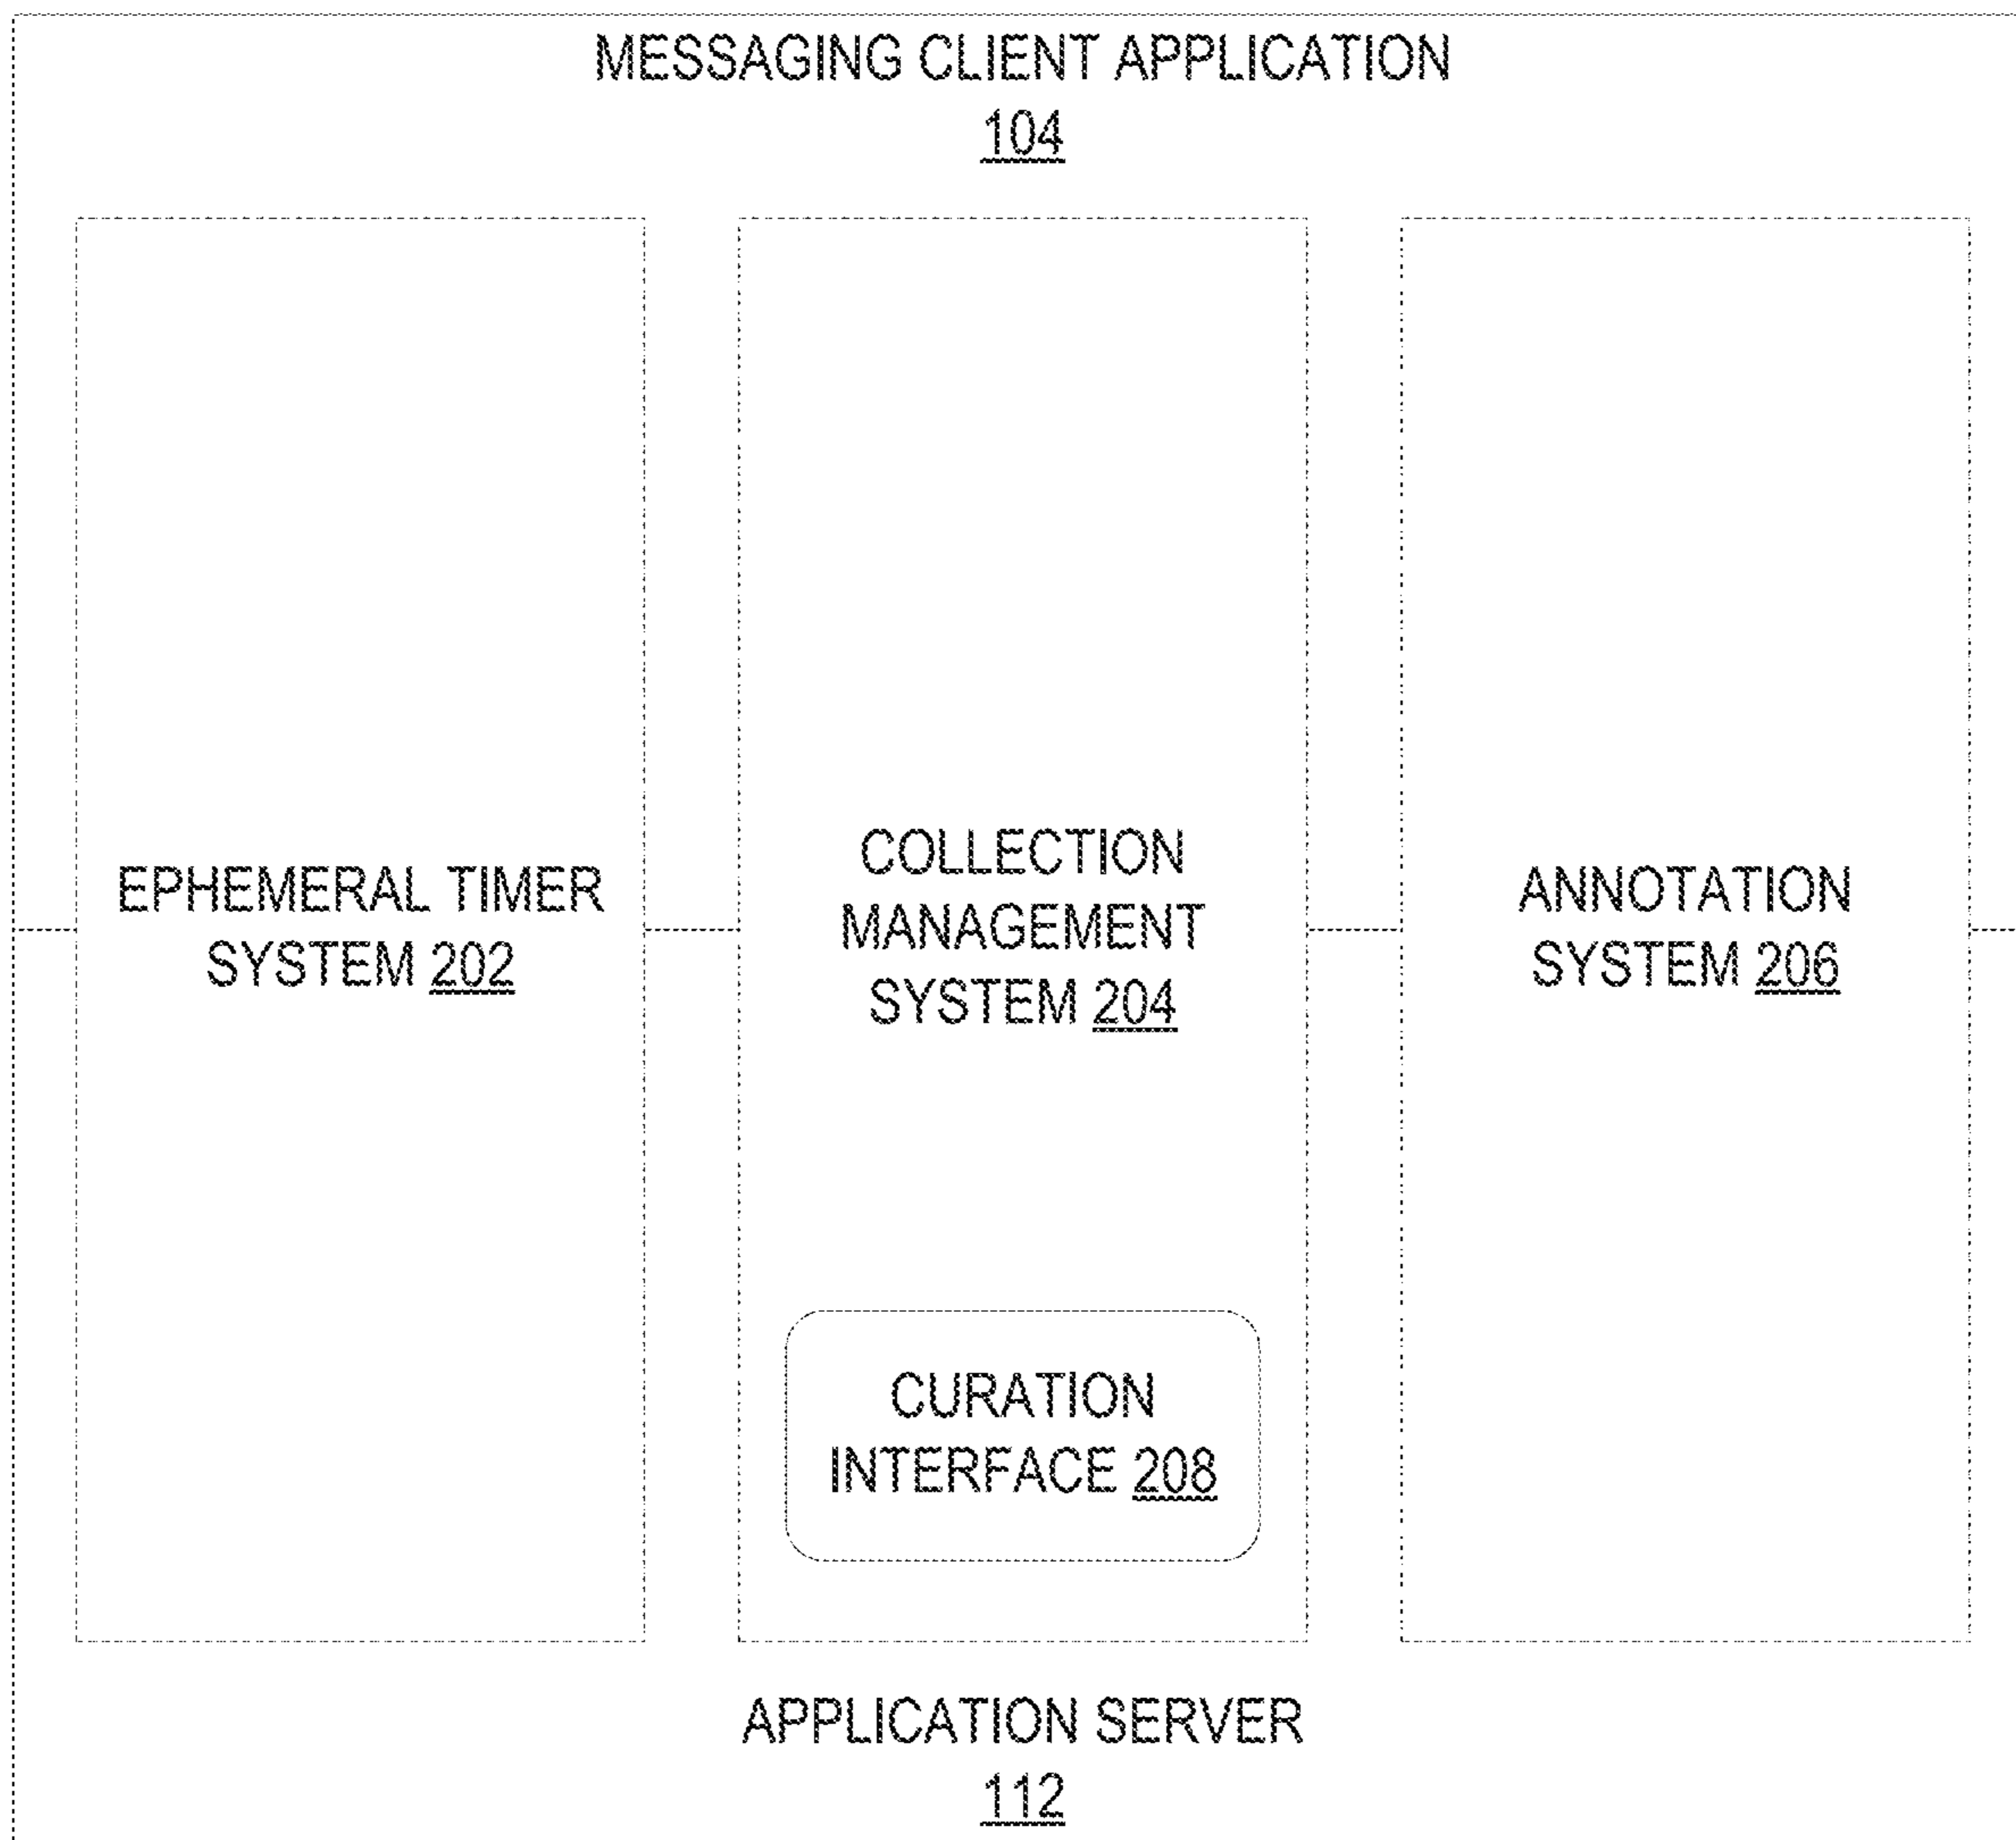 MESSAGING CLIENT APPLICATION
104
EPHEMERAL TIMER
SYSTEM 202
COLLECTION
MANAGEMENT
SYSTEM 204
ANNOTATION
SYSTEM 206
CURATION
INTERFACE 208
APPLICATION SERVER
112